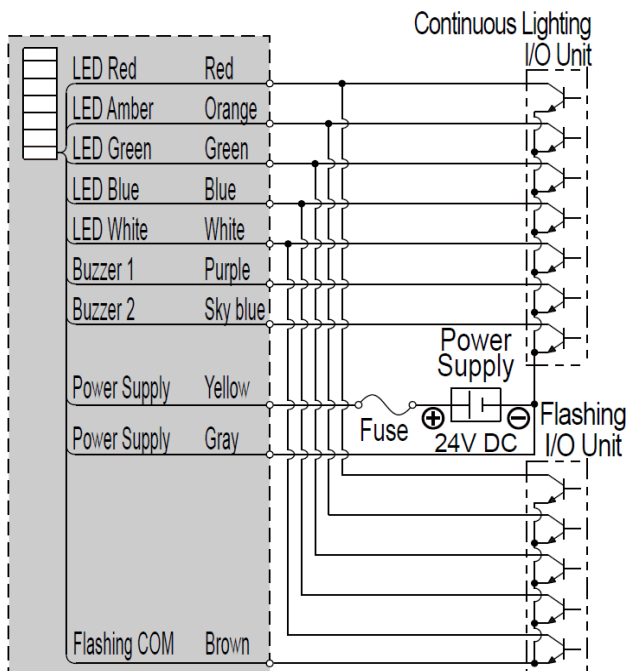 Continuous Lighting
I/O Unit
LED Red Red
LED Amber Orange
LED Green Green
LED Blue Blue
LED White White
Buzzer 1 Purple
Buzzer 2 Sky blue
Power
Supply
Power Supply Yellow
Fuse
+
−
24V DC
Flashing
I/O Unit
Power Supply Gray
Flashing COM Brown